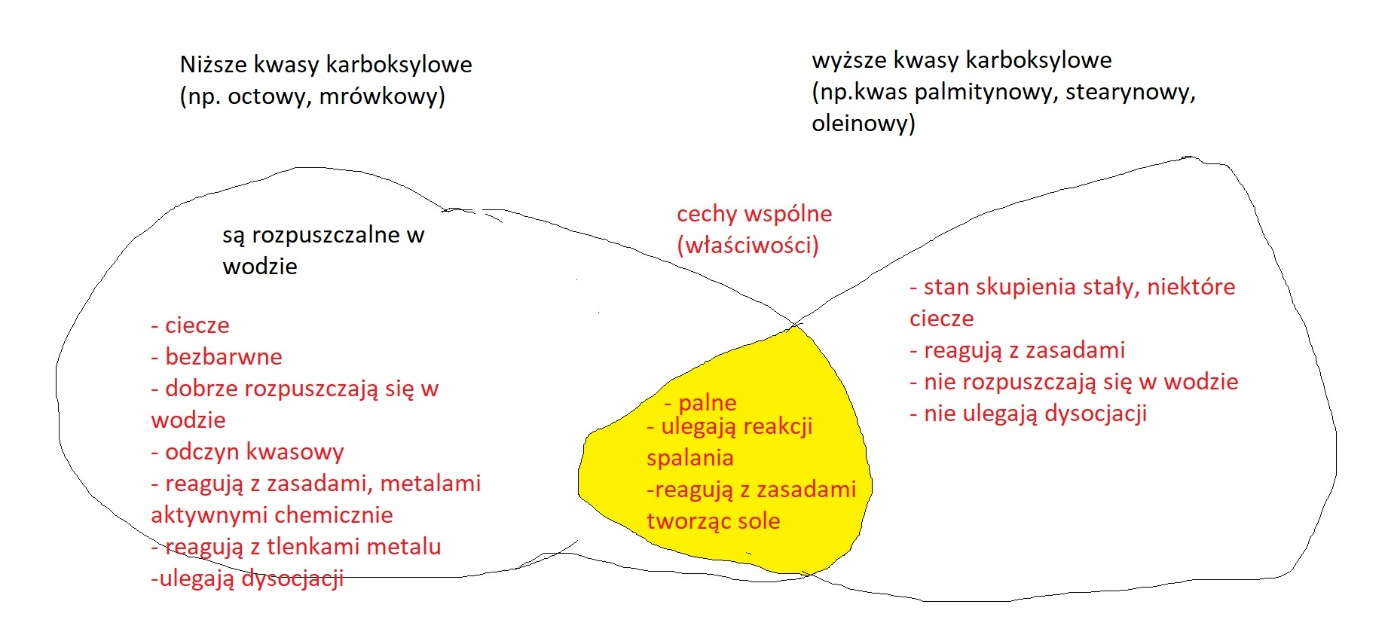 Niższe kwasy karboksylowe
(np. octowy, mrówkowy)
wyższe kwasy karboksylowe
(np.kwas palmitynowy, stearynowy,
oleinowy)
są rozpuszczalne w
wodzie
- ciecze
- bezbarwne
- dobrze rozpuszczają się w
wodzie
- odczyn kwasowy
- reagują z zasadami, metalami
aktywnymi chemicznie
- reagują z tlenkami metalu
-ulegają dysocjacji
cechy wspólne
(właściwości)
- palne
- ulegają reakcji
spalania
-reagują z zasadami
tworząc sole
- stan skupienia stały, niektóre
ciecze
- reagują z zasadami
- nie rozpuszczają się w wodzie
- nie ulegają dysocjacji